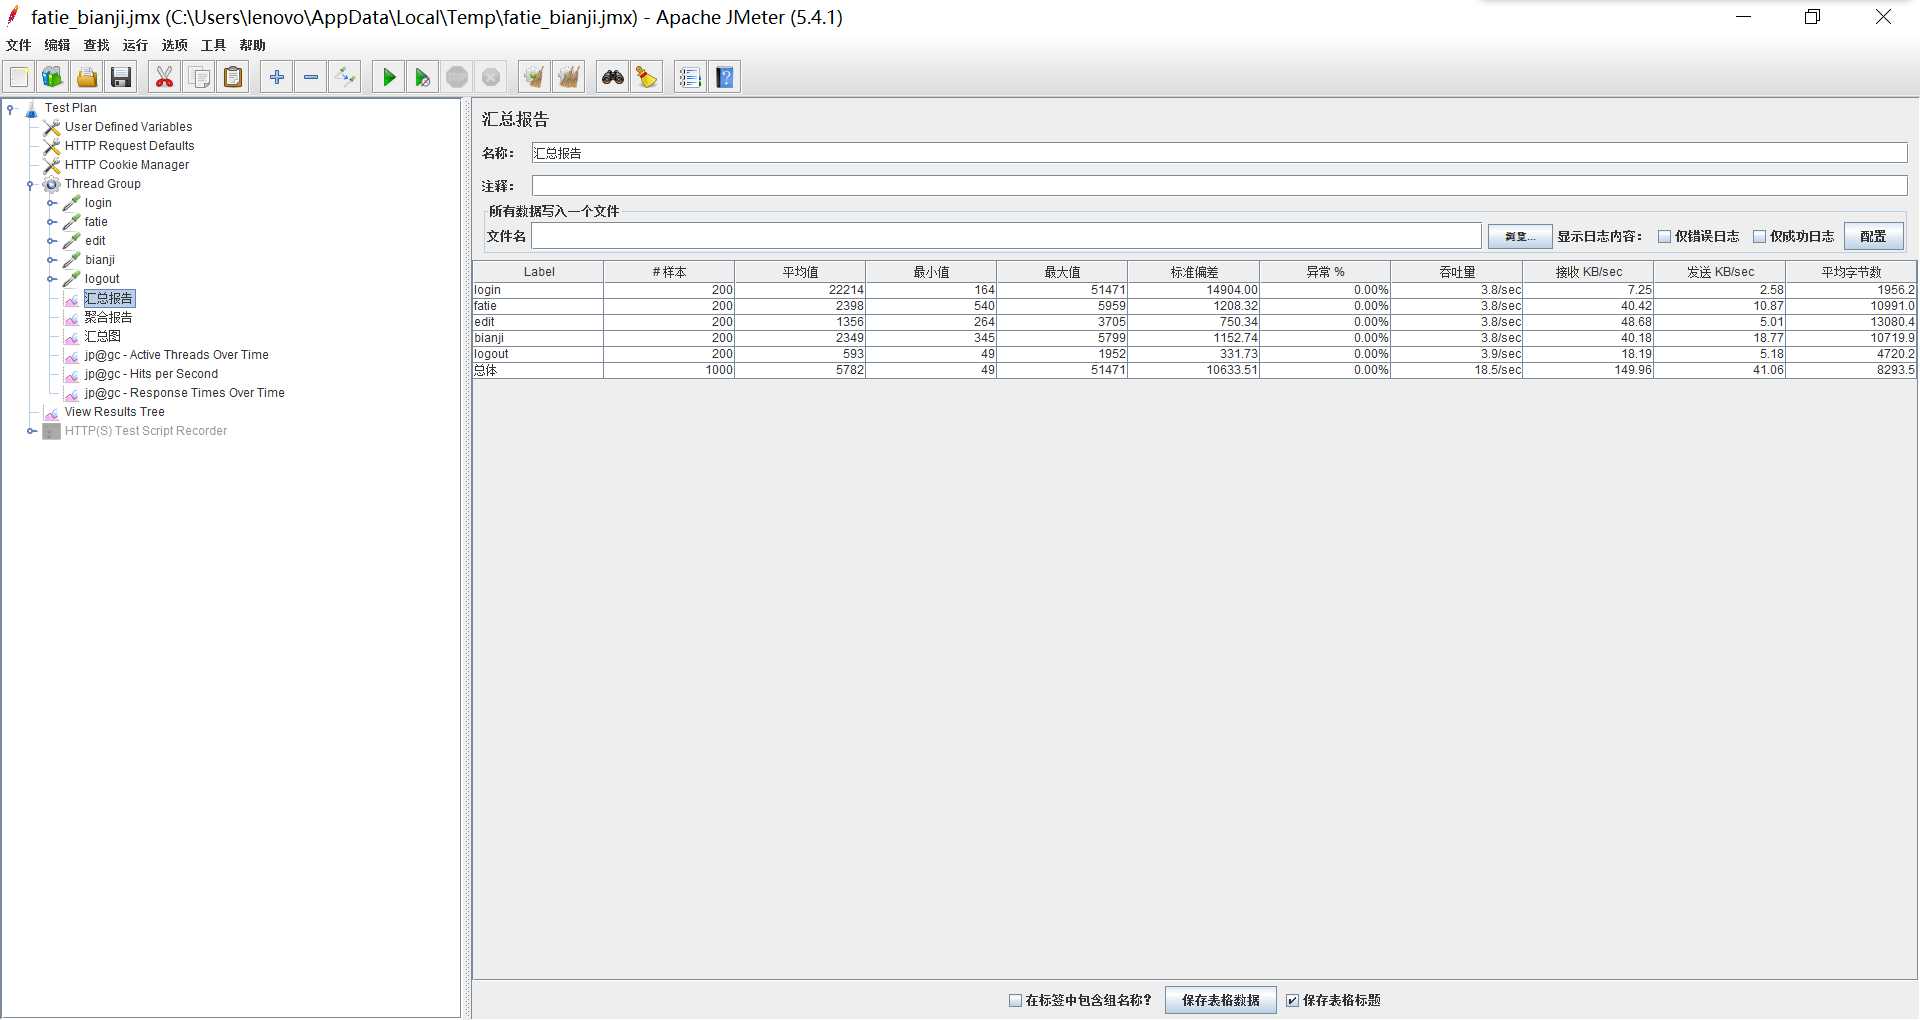 fatie_bianji.jmx (C:\Users\lenovo\AppData\Local\Temp\fatie_bianji.jmx) - Apache JMeter (5.4.1)
文件 编辑 查找 运行 选项 工具 帮助
Test Plan
User Defined Variables
HTTP Request Defaults
HTTP Cookie Manager
Thread Group
login
fatie
edit
bianji
logout
汇总报告
聚合报告
汇总图
jp@gc - Active Threads Over Time
jp@gc - Hits per Second
jp@gc - Response Times Over Time
View Results Tree
HTTP(S) Test Script Recorder
汇总报告
名称： 汇总报告
注释：
所有数据写入一个文件
文件名 浏览... 显示日志内容： 仅错误日志 仅成功日志 配置
Label # 样本 平均值 最小值 最大值 标准偏差 异常 % 吞吐量 接收 KB/sec 发送 KB/sec 平均字节数
login 200 22214 164 51471 14904.00 0.00% 3.8/sec 7.25 2.58 1956.2
fatie 200 2398 540 5959 1208.32 0.00% 3.8/sec 40.42 10.87 10991.0
edit 200 1356 264 3705 750.34 0.00% 3.8/sec 48.68 5.01 13080.4
bianji 200 2349 345 5799 1152.74 0.00% 3.8/sec 40.18 18.77 10719.9
logout 200 593 49 1952 331.73 0.00% 3.9/sec 18.19 5.18 4720.2
总体 1000 5782 49 51471 10633.51 0.00% 18.5/sec 149.96 41.06 8293.5
在标签中包含组名称? 保存表格数据 保存表格标题